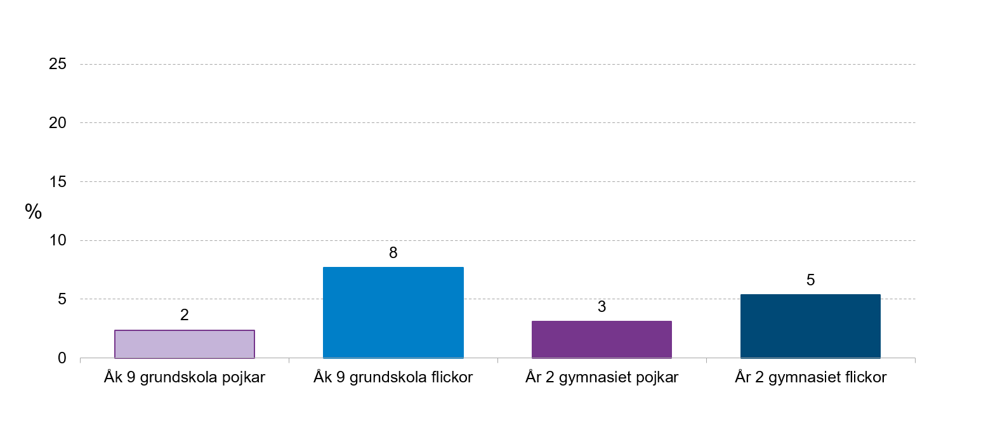 25
20
15
%
10
8
5
5
3
2
0
Åk 9 grundskola pojkar
Åk 9 grundskola flickor
År 2 gymnasiet pojkar
År 2 gymnasiet flickor